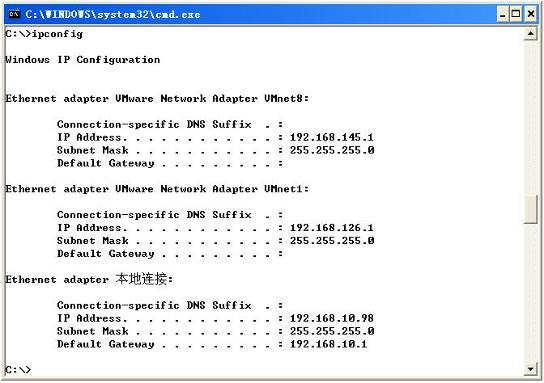 C:\WINDOWS\system32\cmd.exe
C:\>ipconfig
Windows IP Configuration
Ethernet adapter VMware Network Adapter VMnet8:
Connection-specific DNS Suffix . :
IP Address. . . . . . . . . . . . : 192.168.145.1
Subnet Mask . . . . . . . . . . . : 255.255.255.0
Default Gateway . . . . . . . . . :
Ethernet adapter VMware Network Adapter VMnet1:
Connection-specific DNS Suffix . :
IP Address. . . . . . . . . . . . : 192.168.126.1
Subnet Mask . . . . . . . . . . . : 255.255.255.0
Default Gateway . . . . . . . . . :
Ethernet adapter 本地连接:
Connection-specific DNS Suffix . :
IP Address. . . . . . . . . . . . : 192.168.10.98
Subnet Mask . . . . . . . . . . . : 255.255.255.0
Default Gateway . . . . . . . . . : 192.168.10.1
C:\>